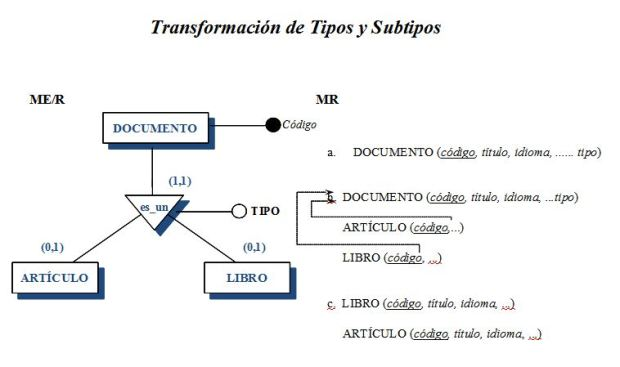 Transformación de Tipos y Subtipos
ME/R
DOCUMENTO
Código
(1,1)
es_un
TIPO
(0,1)
(0,1)
ARTÍCULO
LIBRO
MR
a. DOCUMENTO (código, título, idioma, ...... tipo)
b. DOCUMENTO (código, título, idioma, ...tipo)
ARTÍCULO (código,...)
LIBRO (código, ...)
c. LIBRO (código, título, idioma, ...)
ARTÍCULO (código, título, idioma, ...)